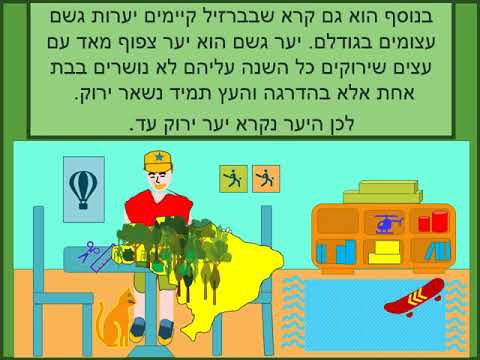 בנוסף הוא גם קרא שבברזיל קיימים יערות גשם
עצומים בגודלם. יער גשם הוא יער צפוף מאד עם
עצים שירוקים כל השנה עליהם לא נושרים בבת
אחת אלא בהדרגה והעץ תמיד נשאר ירוק.
לכן היער נקרא יער ירוק עד.